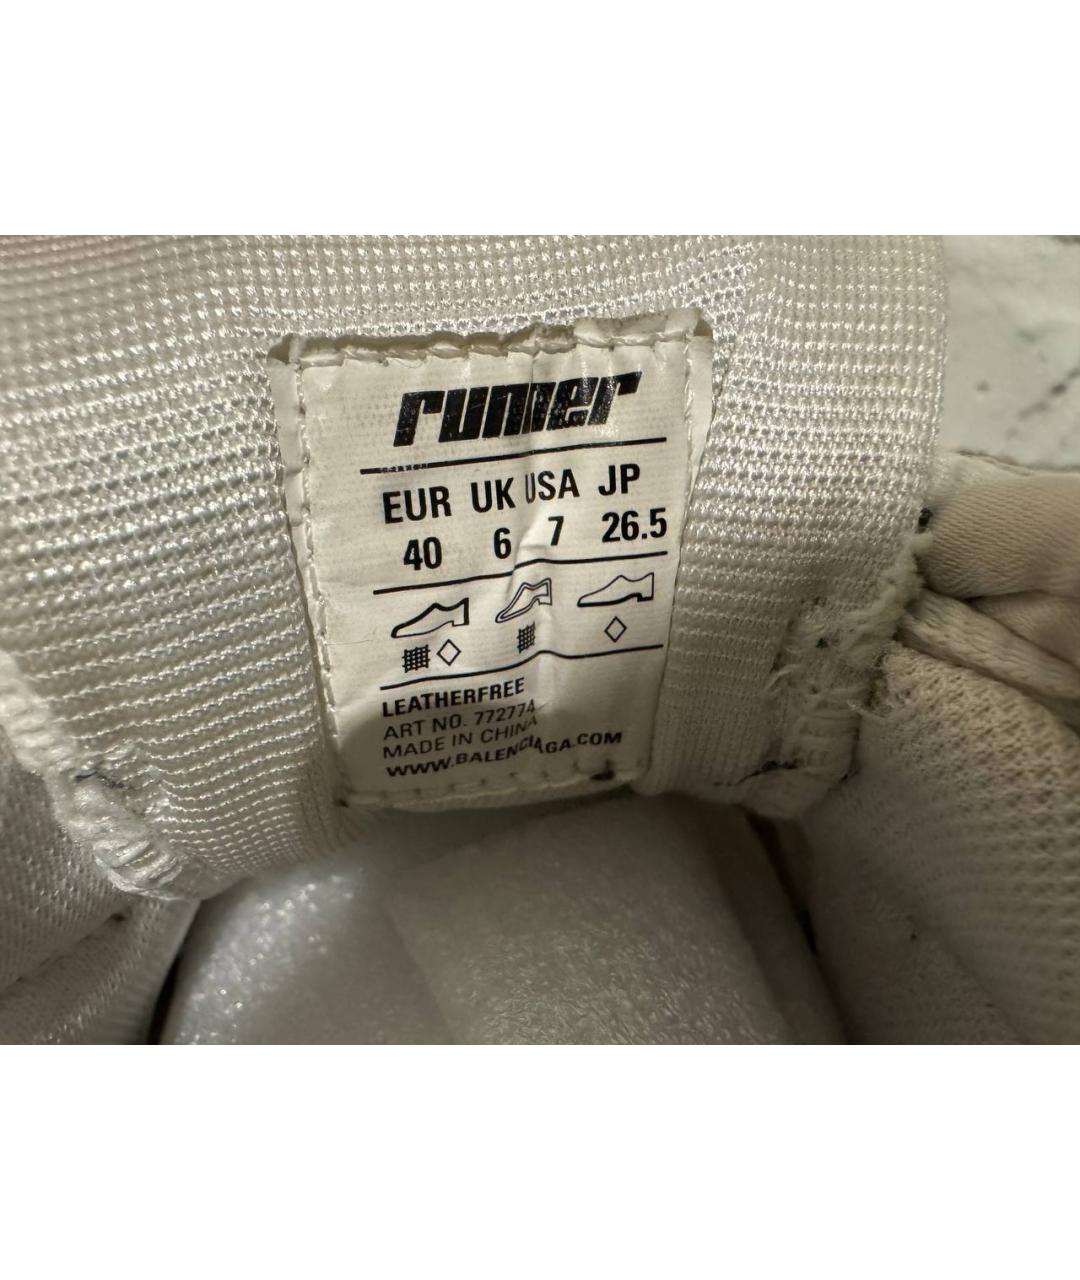 runner
EUR UK USA JP
40 6 7 26.5
LEATHERFREE
ART NO. 772774
MADE IN CHINA
WWW.BALENCIAGA.COM